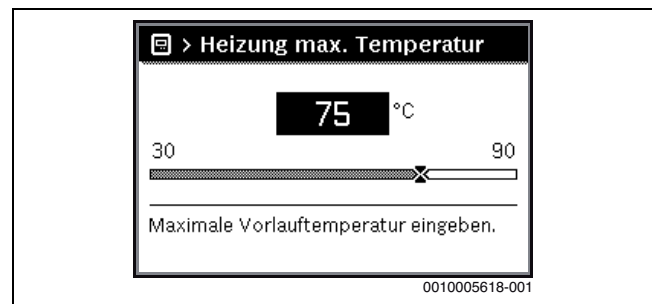 > Heizung max. Temperatur
75 °C
30 90
Maximale Vorlauftemperatur eingeben.
0010005618-001